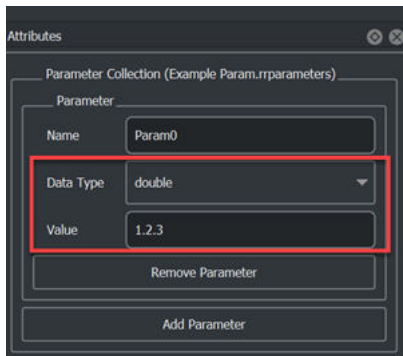 Attributes
Parameter Collection (Example Param.rrparameters)
Parameter
Name Param0
Data Type double
Value 1.2.3
Remove Parameter
Add Parameter